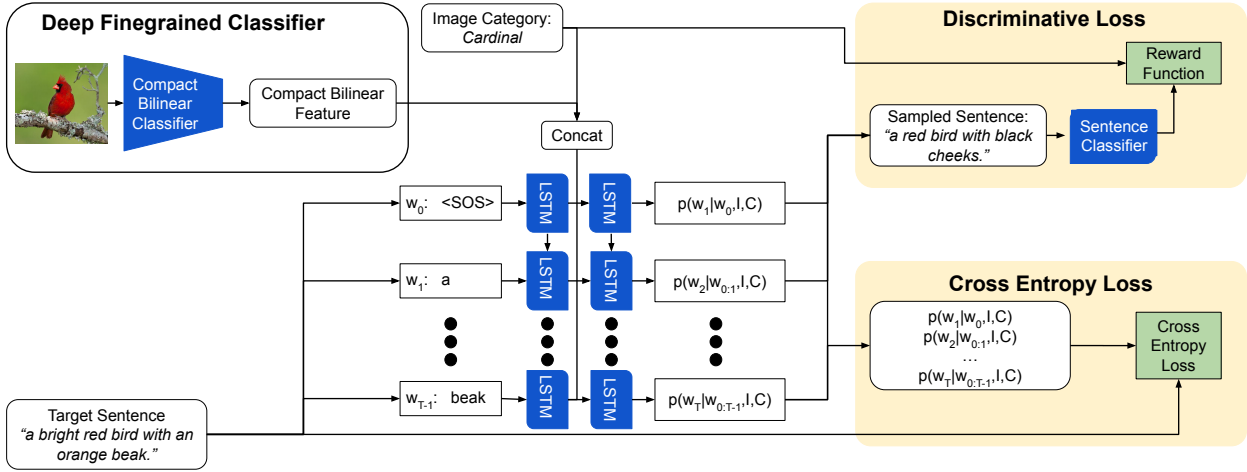 Deep Finegrained Classifier
Compact
Bilinear
Classifier
Compact Bilinear
Feature
Image Category:
Cardinal
Concat
Discriminative Loss
Reward
Function
Sampled Sentence:
“a red bird with black
cheeks.”
Sentence
Classifier
w0: <SOS>
LSTM
LSTM
p(w1|w0,I,C)
w1: a
LSTM
LSTM
p(w2|w0:1,I,C)
wT-1: beak
LSTM
LSTM
p(wT|w0:T-1,I,C)
Cross Entropy Loss
p(w1|w0,I,C)
p(w2|w0:1,I,C)
...
p(wT|w0:T-1,I,C)
Cross
Entropy
Loss
Target Sentence
“a bright red bird with an
orange beak.”